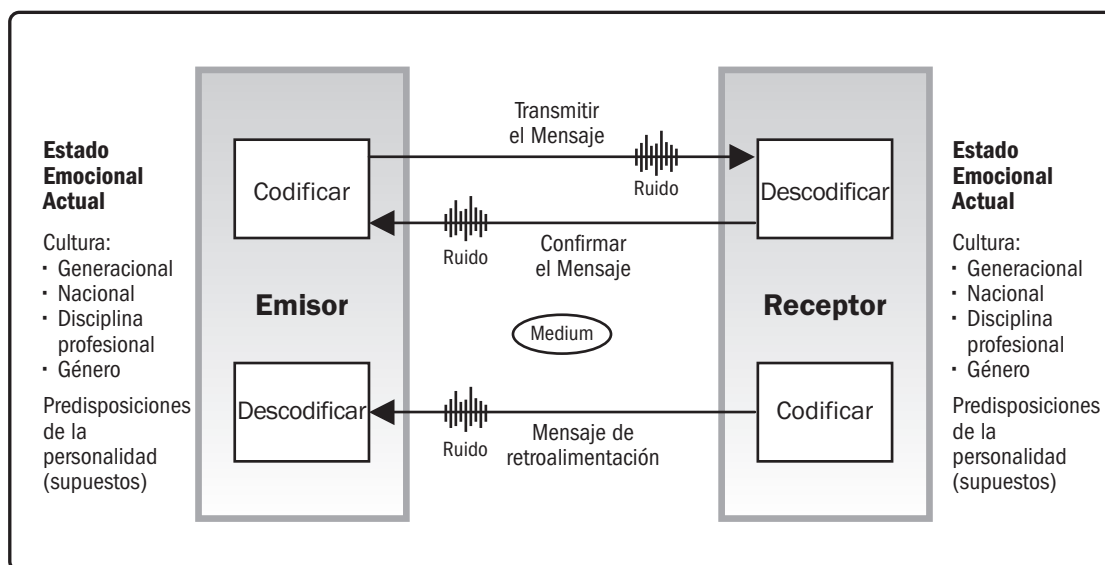 Estado
Emocional
Actual
Cultura:
· Generacional
· Nacional
· Disciplina
profesional
· Género
Predisposiciones
de la
personalidad
(supuestos)
Codificar
Emisor
Descodificar
Transmitir
el Mensaje
Ruido
Ruido
Confirmar
el Mensaje
Medium
Ruido
Mensaje de
retroalimentación
Descodificar
Receptor
Codificar
Estado
Emocional
Actual
Cultura:
· Generacional
· Nacional
· Disciplina
profesional
· Género
Predisposiciones
de la
personalidad
(supuestos)